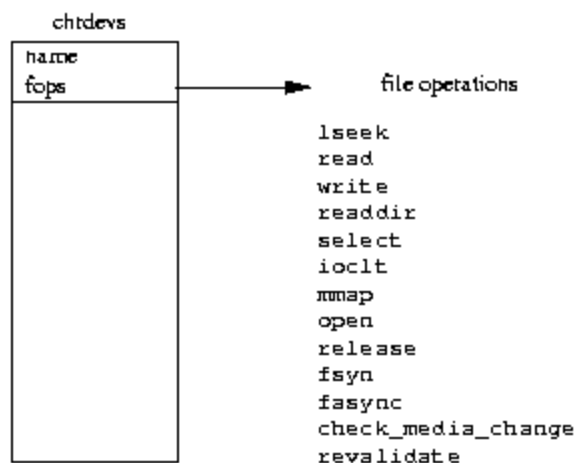 chrdevs
name
fops
file operations
lseek
read
write
readdir
select
ioclt
mmap
open
release
fsyn
fasync
check_media_change
revalidate